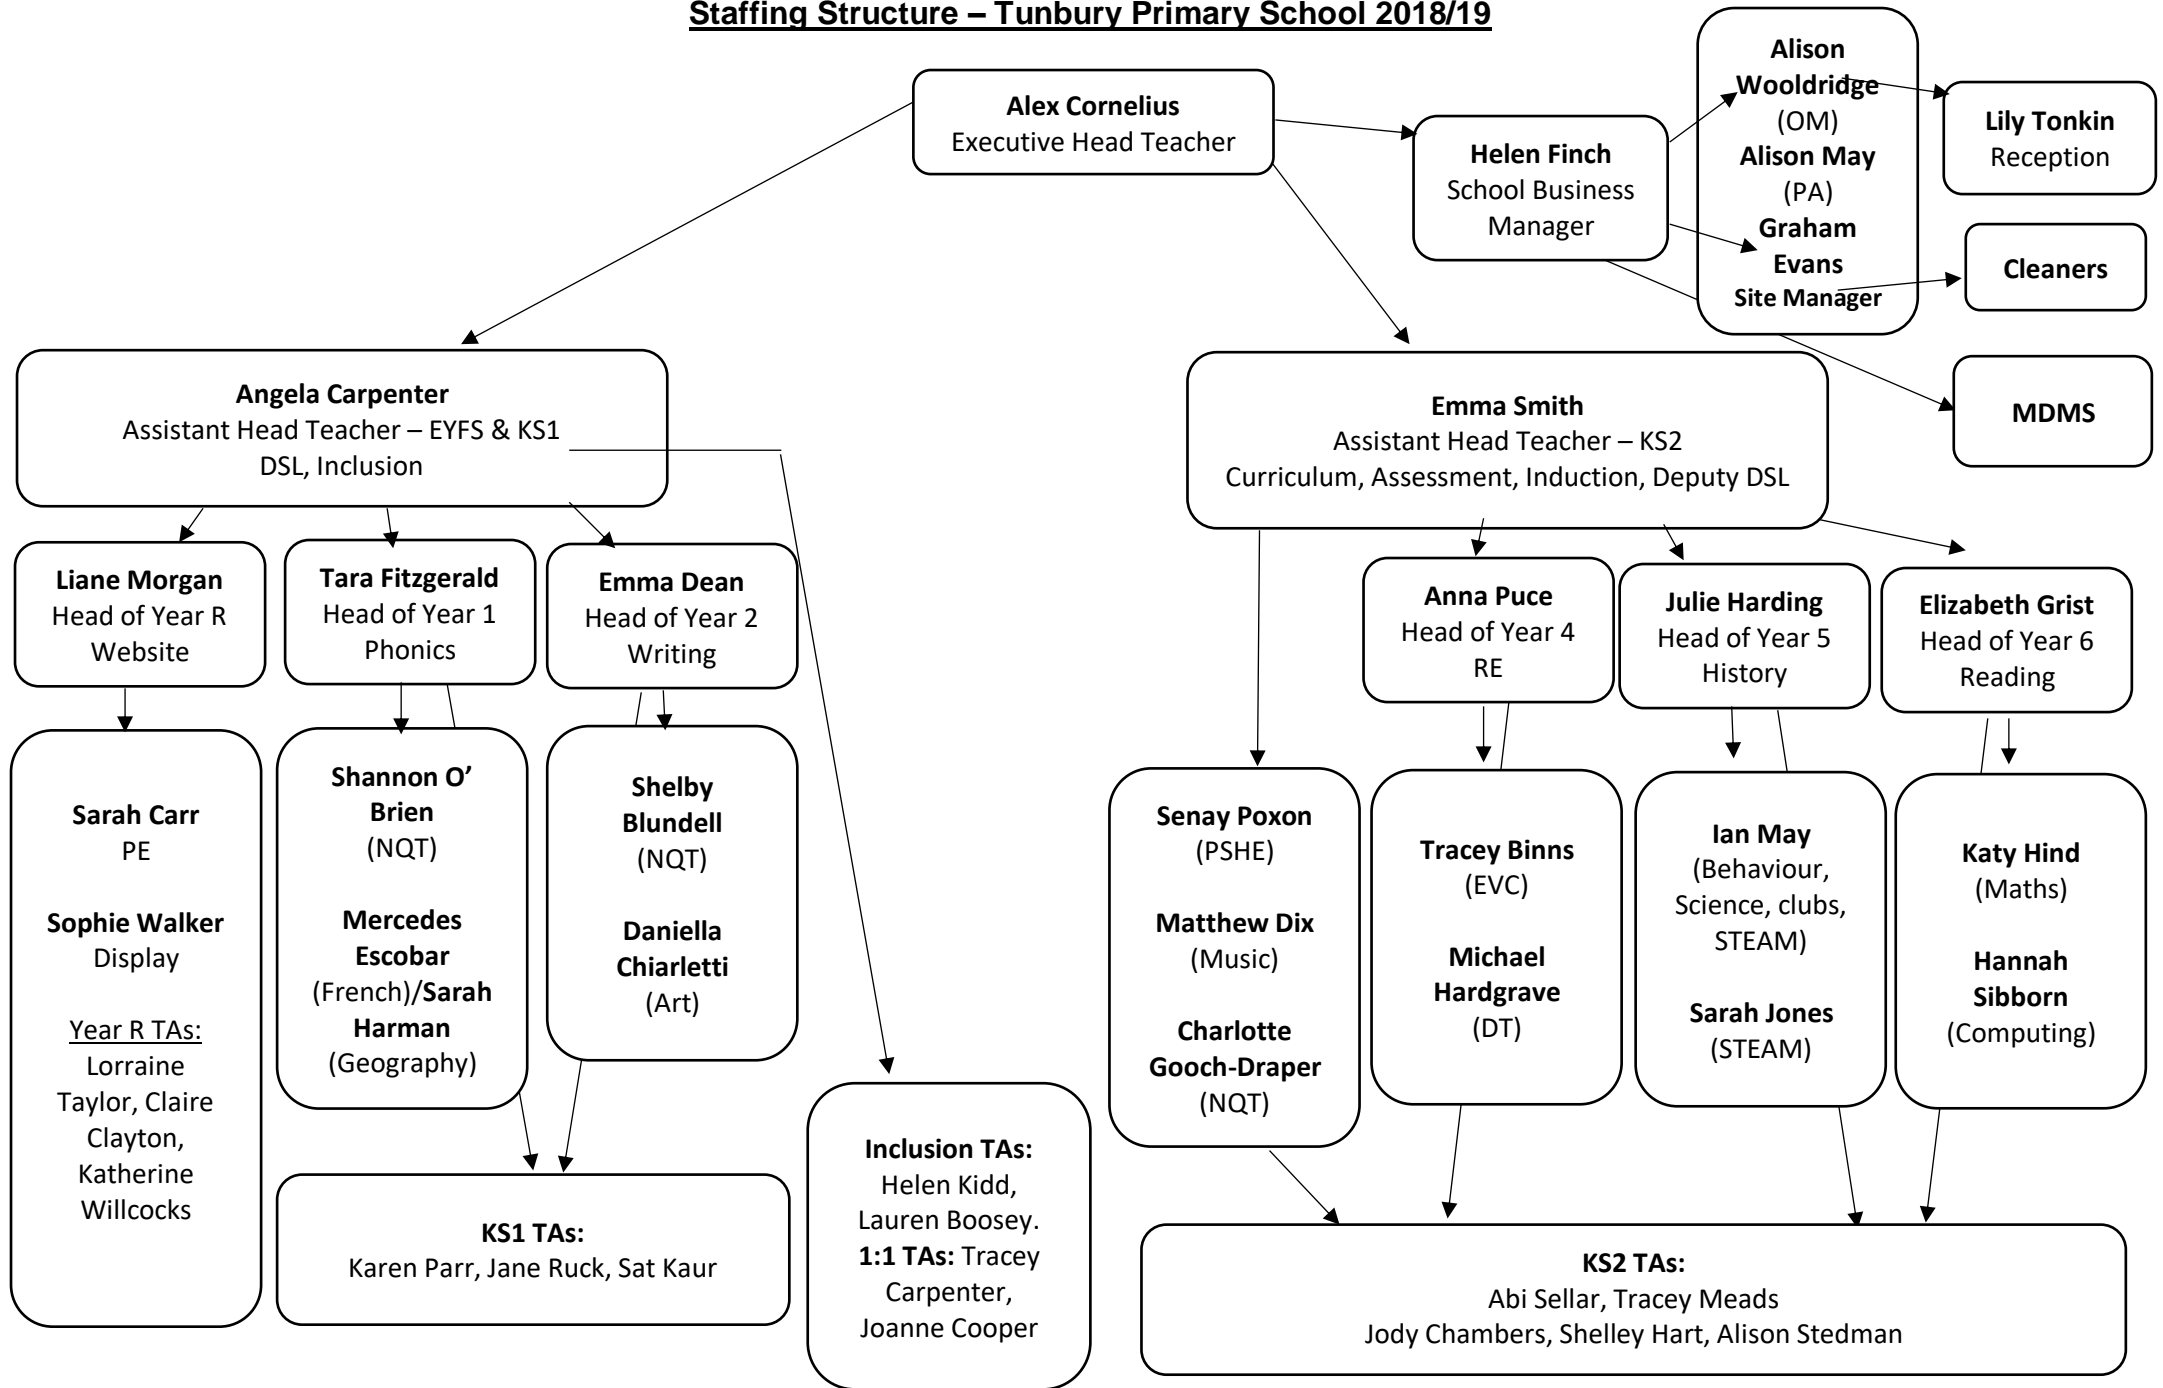 Staffing Structure – Tunbury Primary School 2018/19
Alex Cornelius
Executive Head Teacher
Helen Finch
School Business
Manager
Alison
Wooldridge
(OM)
Alison May
(PA)
Graham
Evans
Site Manager
Lily Tonkin
Reception
Cleaners
MDMS
Angela Carpenter
Assistant Head Teacher – EYFS & KS1
DSL, Inclusion
Emma Smith
Assistant Head Teacher – KS2
Curriculum, Assessment, Induction, Deputy DSL
Liane Morgan
Head of Year R
Website
Tara Fitzgerald
Head of Year 1
Phonics
Emma Dean
Head of Year 2
Writing
Anna Puce
Head of Year 4
RE
Julie Harding
Head of Year 5
History
Elizabeth Grist
Head of Year 6
Reading
Sarah Carr
PE
Sophie Walker
Display
Year R TAs:
Lorraine
Taylor, Claire
Clayton,
Katherine
Willcocks
Shannon O’
Brien
(NQT)
Mercedes
Escobar
(French)/Sarah
Harman
(Geography)
Shelby
Blundell
(NQT)
Daniella
Chiarletti
(Art)
Senay Poxon
(PSHE)
Matthew Dix
(Music)
Charlotte
Gooch-Draper
(NQT)
Tracey Binns
(EVC)
Michael
Hardgrave
(DT)
Ian May
(Behaviour,
Science, clubs,
STEAM)
Sarah Jones
(STEAM)
Katy Hind
(Maths)
Hannah
Sibborn
(Computing)
KS1 TAs:
Karen Parr, Jane Ruck, Sat Kaur
Inclusion TAs:
Helen Kidd,
Lauren Boosey.
1:1 TAs: Tracey
Carpenter,
Joanne Cooper
KS2 TAs:
Abi Sellar, Tracey Meads
Jody Chambers, Shelley Hart, Alison Stedman